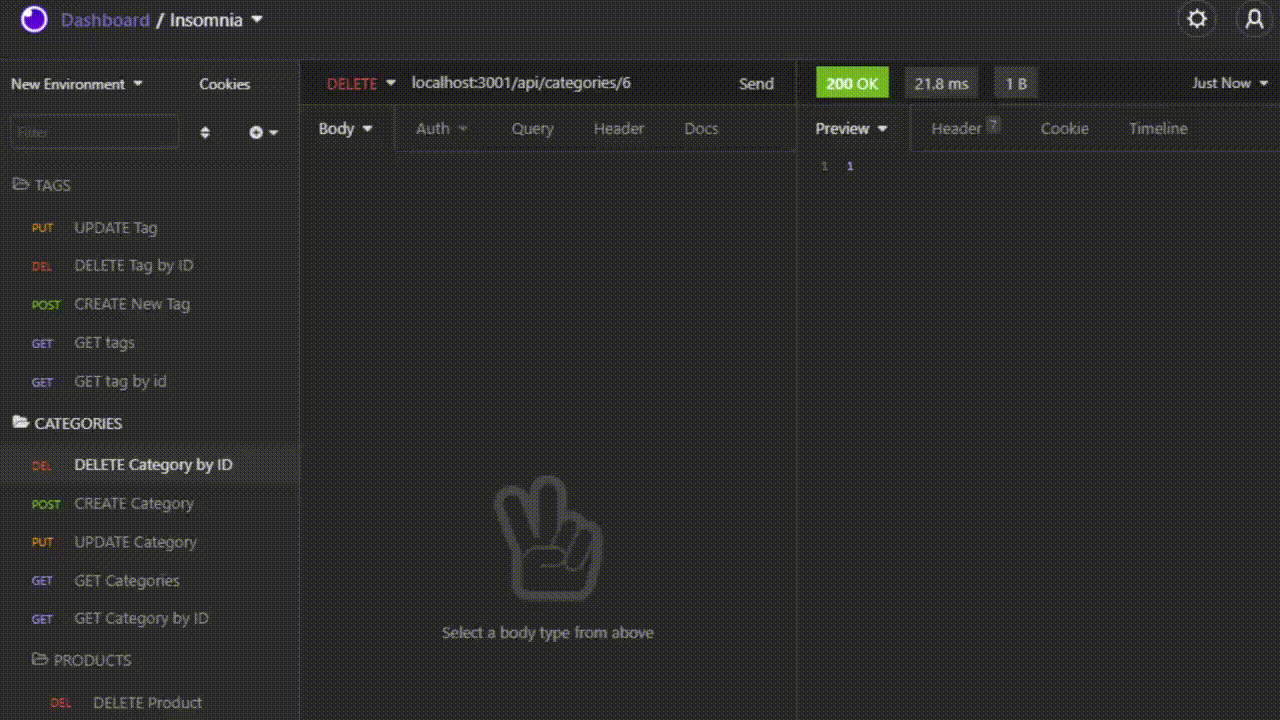 Dashboard / Insomnia
New Environment Cookies
Filter
TAGS
PUT UPDATE Tag
DEL DELETE Tag by ID
POST CREATE New Tag
GET GET tags
GET GET tag by id
CATEGORIES
DEL DELETE Category by ID
POST CREATE Category
PUT UPDATE Category
GET GET Categories
GET GET Category by ID
PRODUCTS
DEL DELETE Product
DELETE localhost:3001/api/categories/6 Send
Body Auth Query Header Docs
Select a body type from above
200 OK 21.8 ms 1 B Just Now
Preview Header 7 Cookie Timeline
1 1